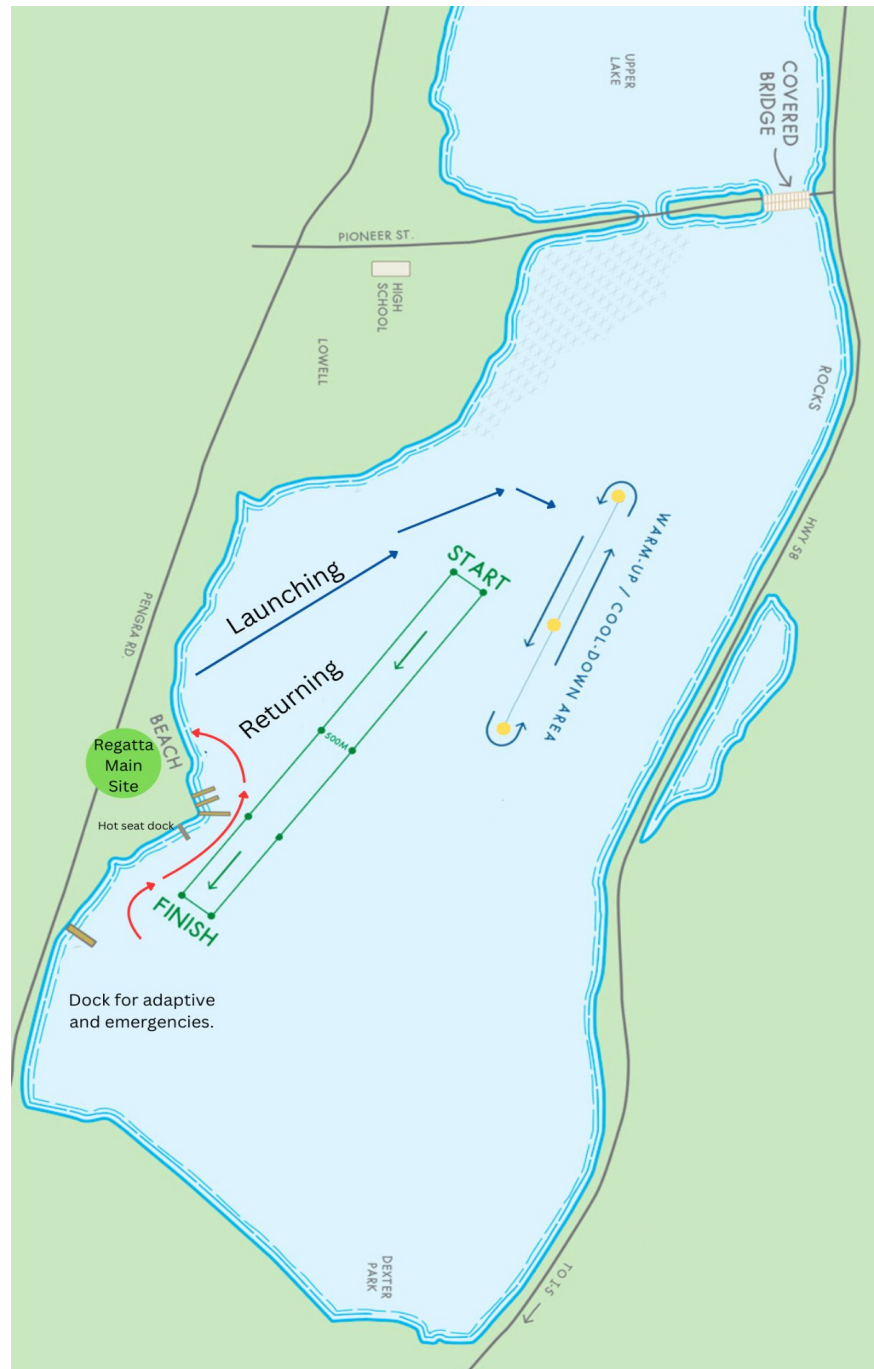 UPPER
LAKE
COVERED
BRIDGE
PIONEER ST.
HIGH
SCHOOL
LOWELL
ROCKS
HWY 58
WARM-UP / COOL-DOWN AREA
START
Launching
PENGRA RD.
Returning
BEACH
500M
Regatta
Main
Site
Hot seat dock
FINISH
Dock for adaptive
and emergencies.
DEXTER
PARK
TO I-5